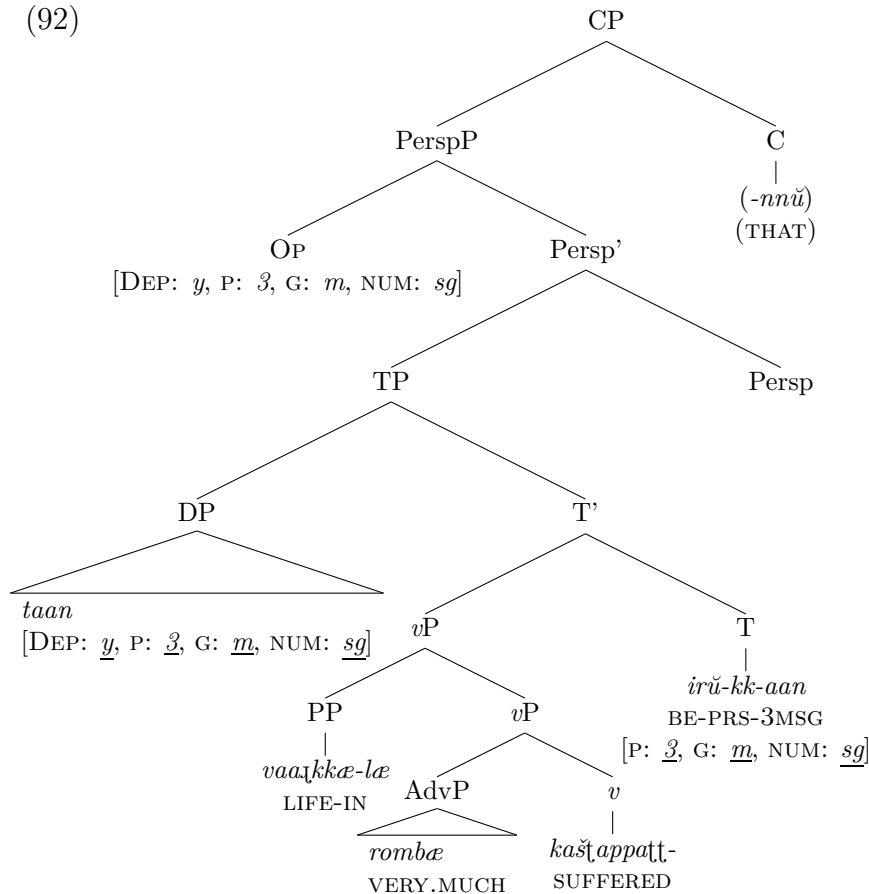 (92)
CP
PerspP C
(-nnŭ)
(THAT)
OP Persp'
[DEP: y, P: 3, G: m, NUM: sg]
TP Persp
DP T'
taan
[DEP: y, P: 3, G: m, NUM: sg]
vP T
irŭ-kk-aan
BE-PRS-3MSG
[P: 3, G: m, NUM: sg]
PP vP
vaaɻkkæ-læ
LIFE-IN
AdvP v
rombæ kašʈappaʈʈ-
VERY.MUCH SUFFERED